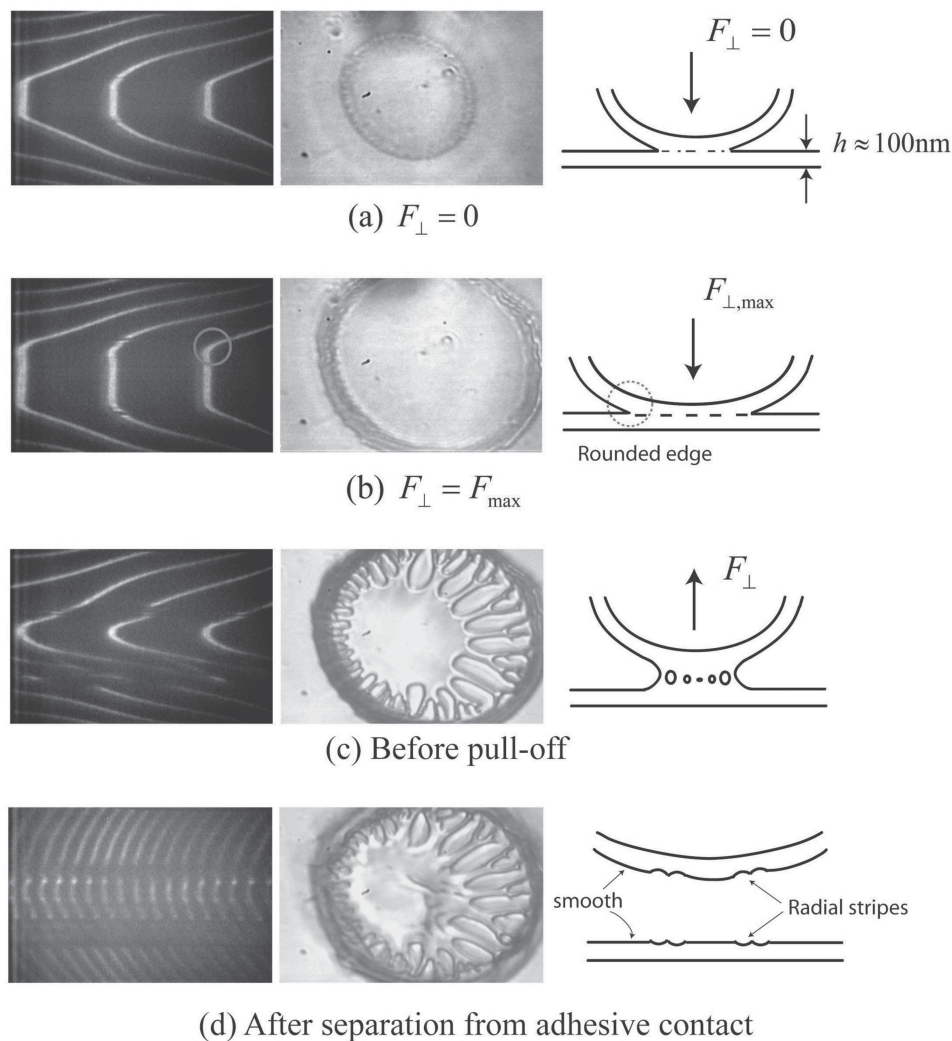 F⊥ = 0
h ≈ 100nm
(a) F⊥ = 0
F⊥,max
Rounded edge
(b) F⊥ = Fmax
F⊥
(c) Before pull-off
smooth
Radial stripes
(d) After separation from adhesive contact